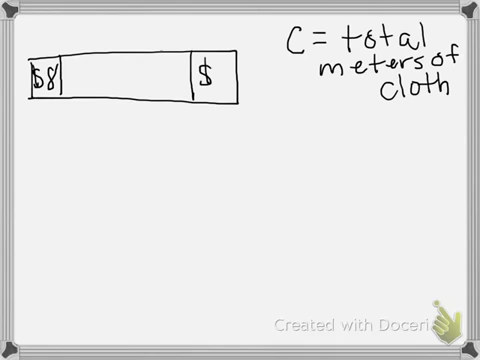 $8 $
C = total
meters of
cloth
Created with Doceri